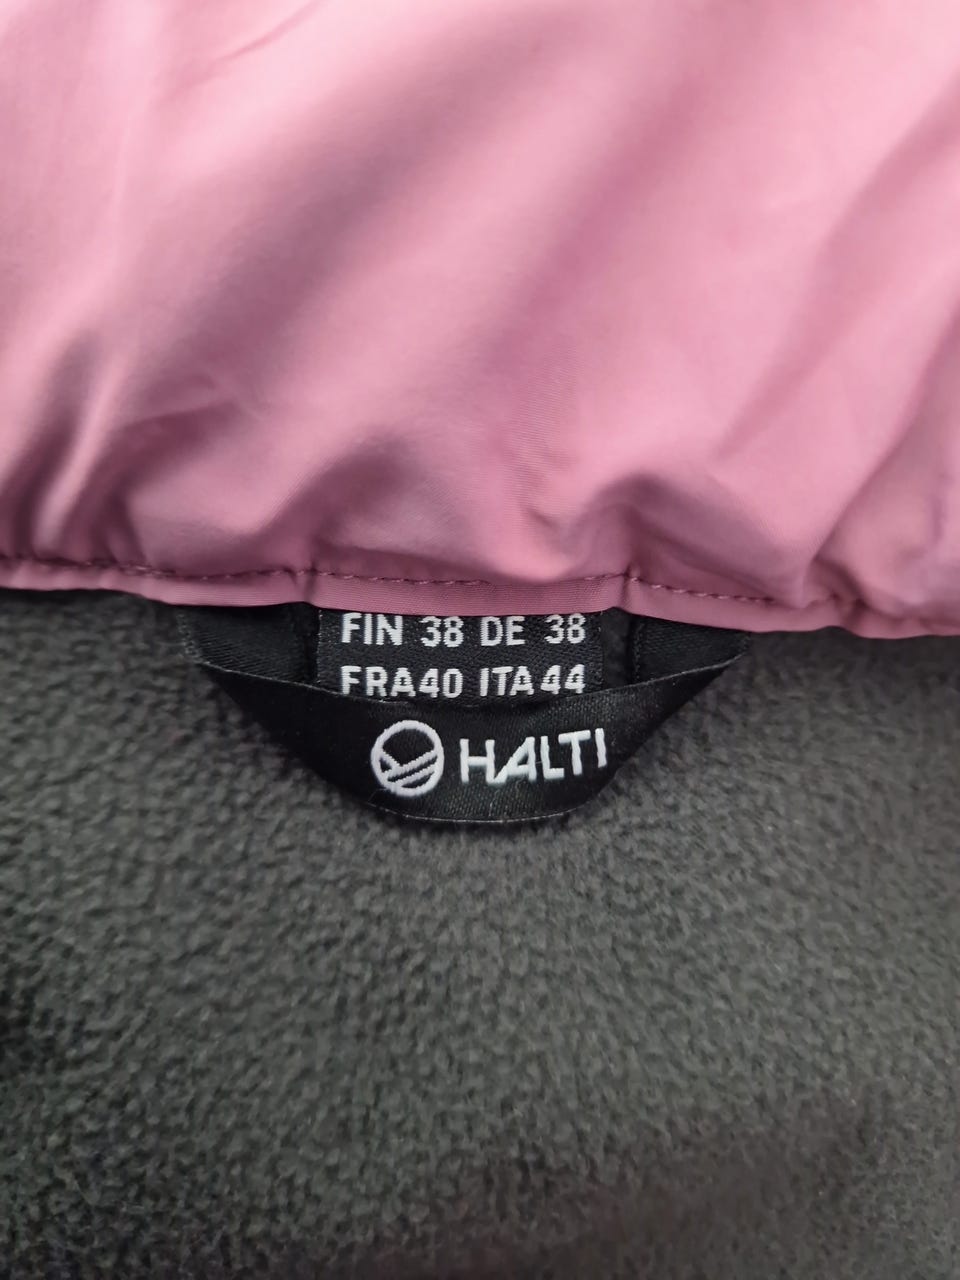 FIN 38 DE 38
FRA40 ITA44
HALTI